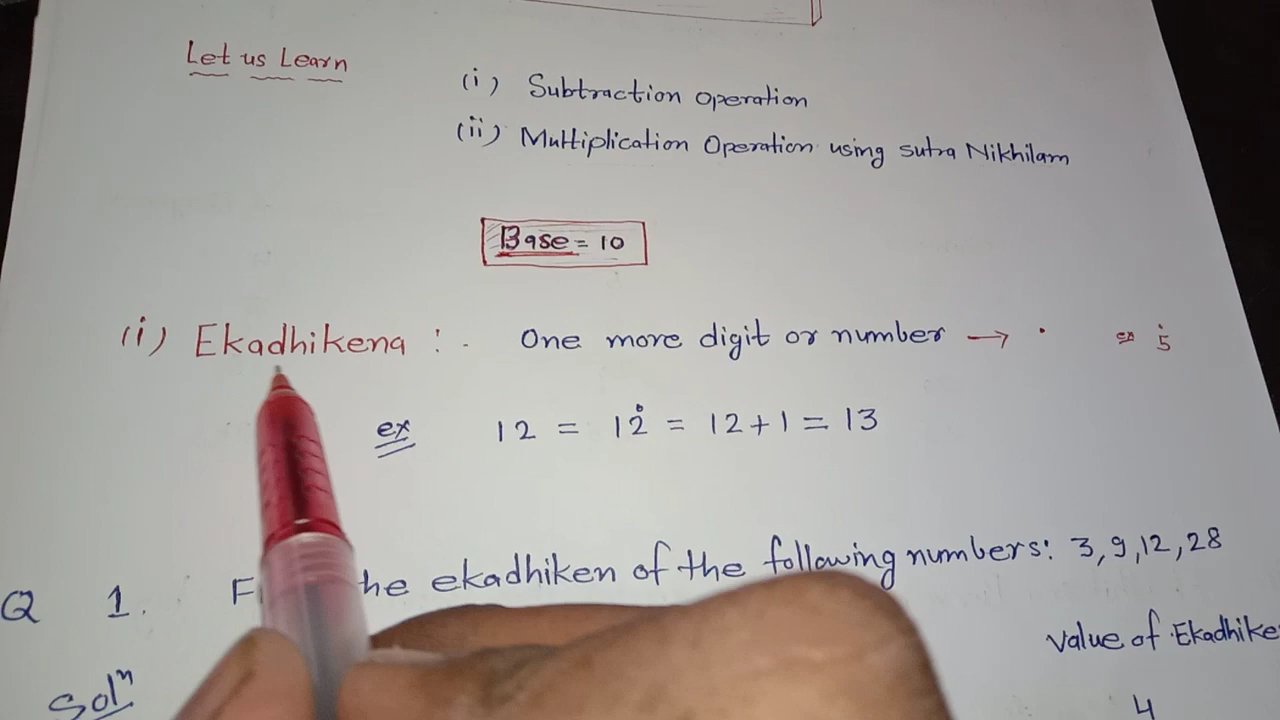 Let us Learn
(i) Subtraction operation
(ii) Multiplication Operation using sutra Nikhilam
Base = 10
(i) Ekadhikena :- One more digit or number → · ex 5̇
ex 12 = 12̇ = 12+1 = 13
Q 1. he ekadhiken of the following numbers: 3,9,12,28
value of Ekadhike
Solⁿ
4